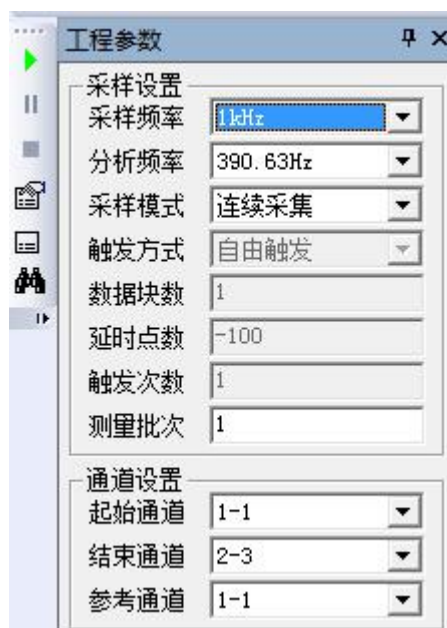 工程参数
采样设置
采样频率 1kHz
分析频率 390.63Hz
采样模式 连续采集
触发方式 自由触发
数据块数 1
延时点数 -100
触发次数 1
测量批次 1
通道设置
起始通道 1-1
结束通道 2-3
参考通道 1-1